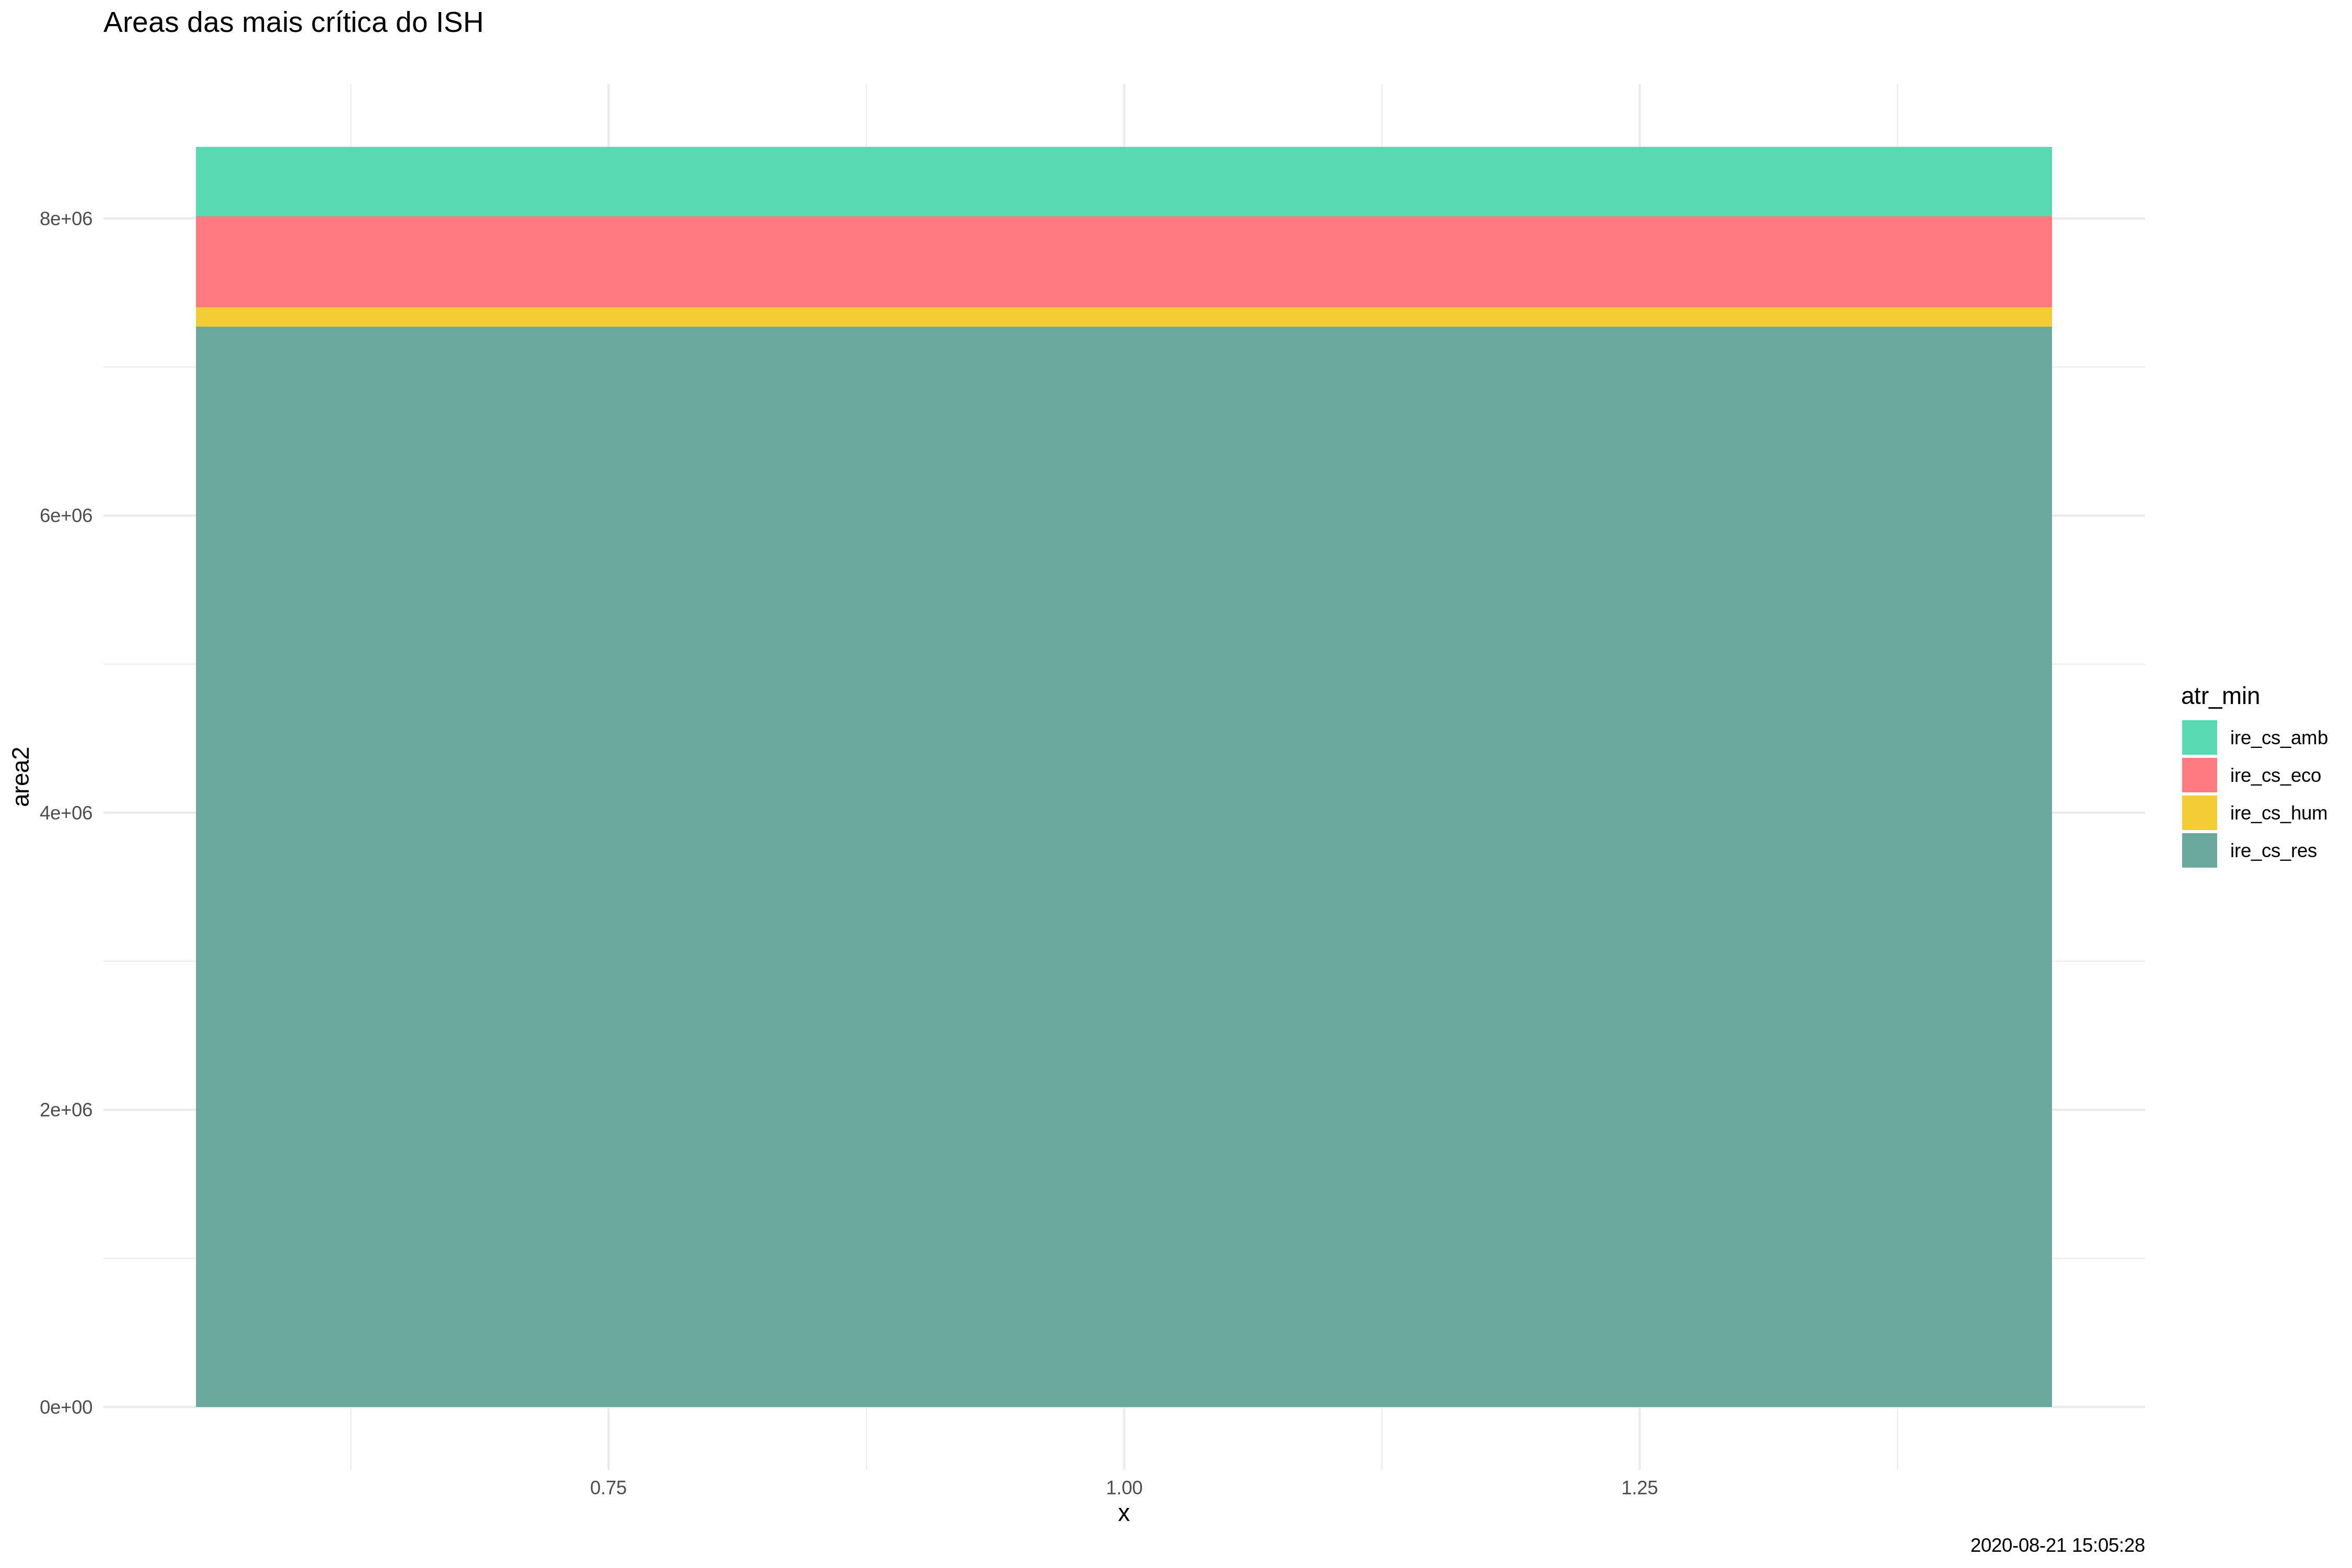 Areas das mais crítica do ISH
8e+06
6e+06
4e+06
2e+06
0e+00
area2
0.75 1.00 1.25
x
atr_min
ire_cs_amb
ire_cs_eco
ire_cs_hum
ire_cs_res
2020-08-21 15:05:28